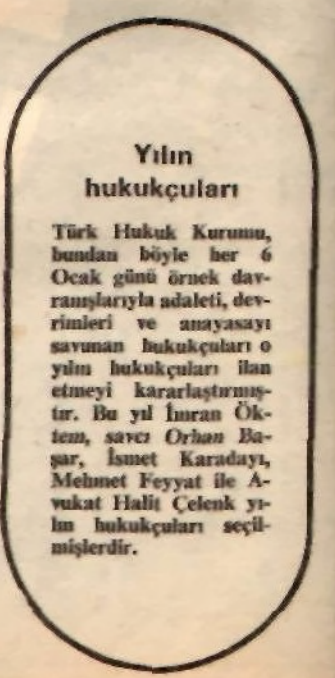 Yılın
hukukçuları
Türk Hukuk Kurumu,
bundan böyle her 6
Ocak günü örnek dav-
ranışlarıyla adaleti, dev-
rimleri ve anayasayı
savunan hukukçuları o
yılın hukukçuları ilan
etmeyi kararlaştırmış-
tır. Bu yıl İmran Ök-
tem, savcı Orhan Ba-
şar, İsmet Karadayı,
Mehmet Feyyat ile A-
vukat Halit Çelenk yı-
lın hukukçuları seçil-
mişlerdir.